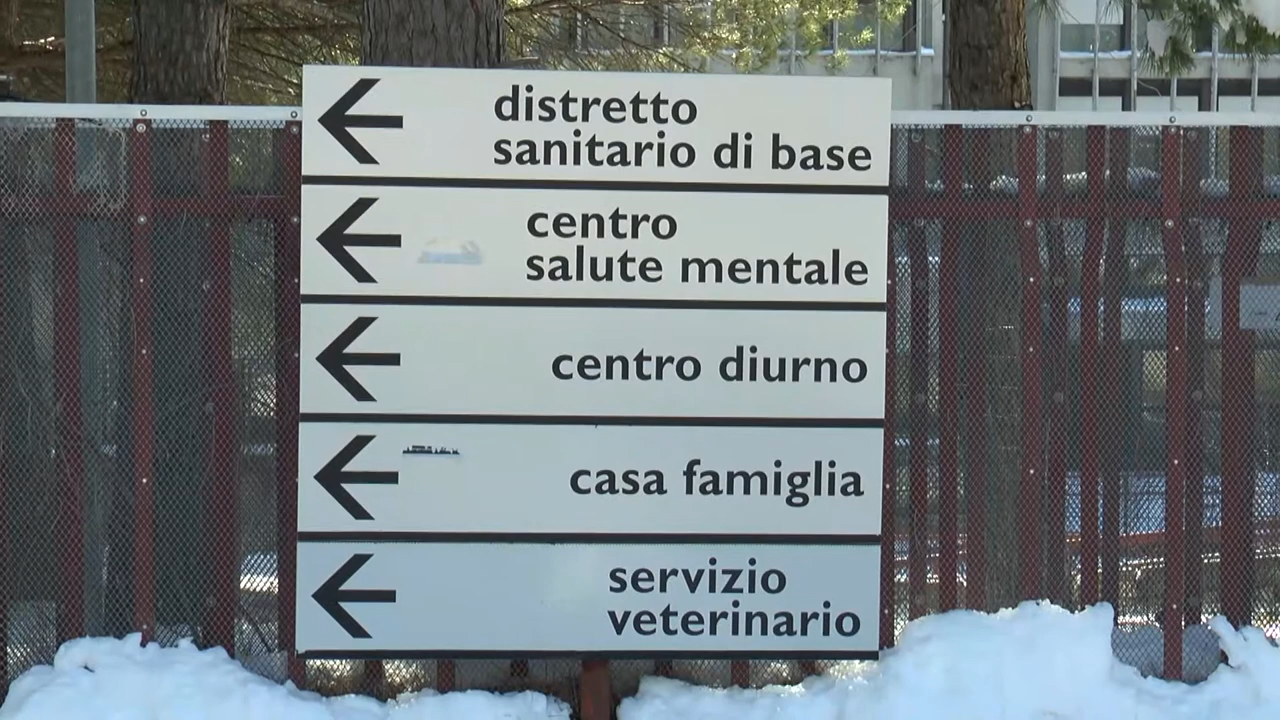 distretto
sanitario di base
centro
salute mentale
centro diurno
casa famiglia
servizio
veterinario